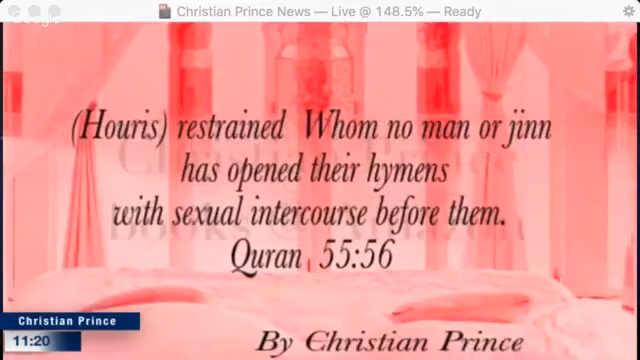 Christian Prince News — Live @ 148.5% — Ready
(Houris) restrained Whom no man or jinn
has opened their hymens
with sexual intercourse before them.
Quran 55:56
By Christian Prince
Christian Prince
11:20